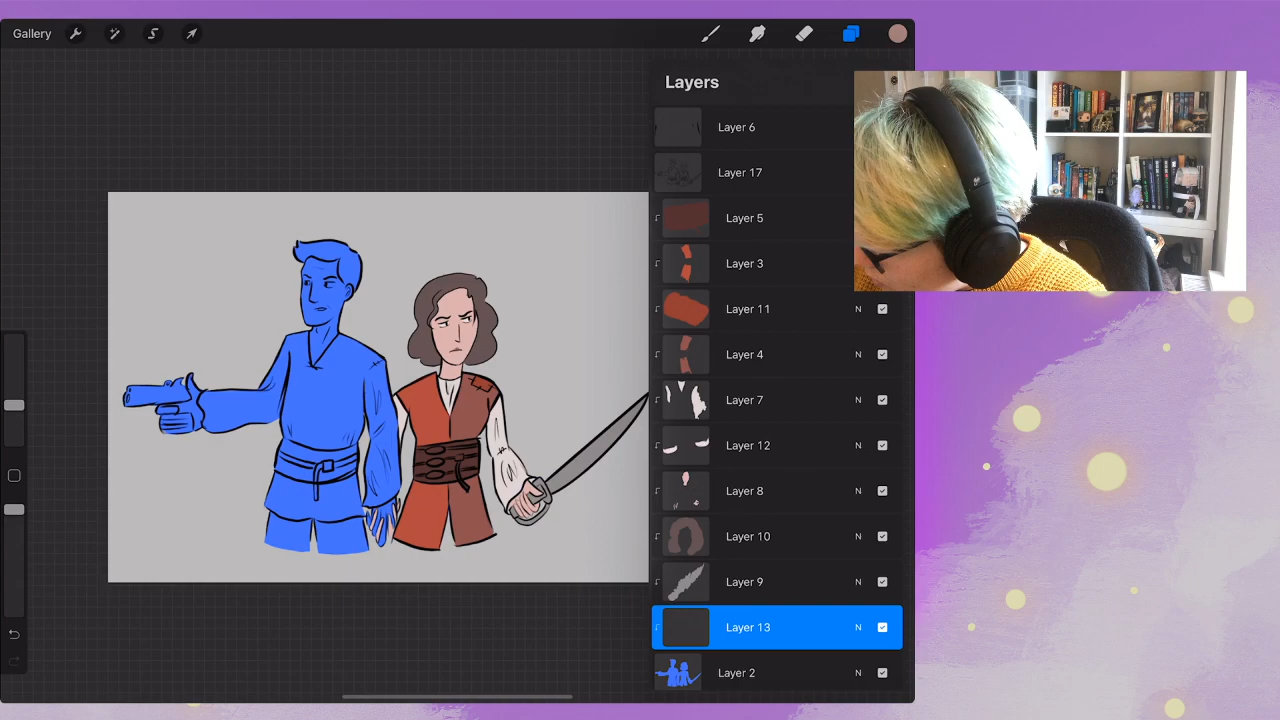 Gallery
Layers
Layer 6
Layer 17
Layer 5
Layer 3
Layer 11 N
Layer 4 N
Layer 7 N
Layer 12 N
Layer 8 N
Layer 10 N
Layer 9 N
Layer 13 N
Layer 2 N